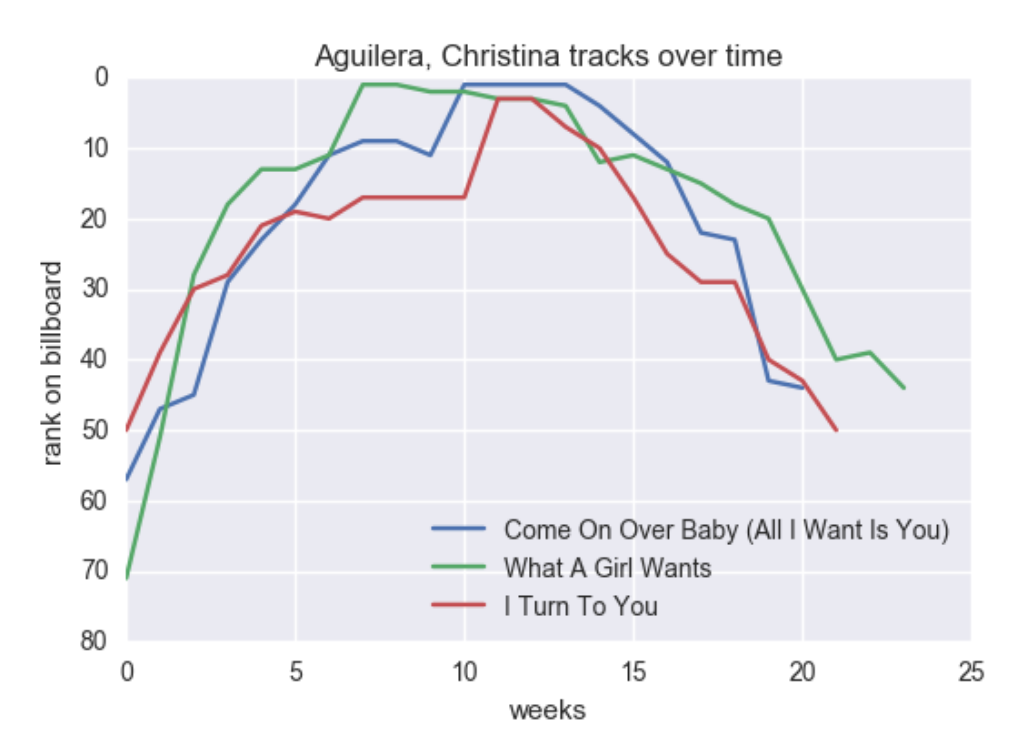 Aguilera, Christina tracks over time
0
10
20
30
40
50
60
70
80
rank on billboard
Come On Over Baby (All I Want Is You)
What A Girl Wants
I Turn To You
0 5 10 15 20 25
weeks